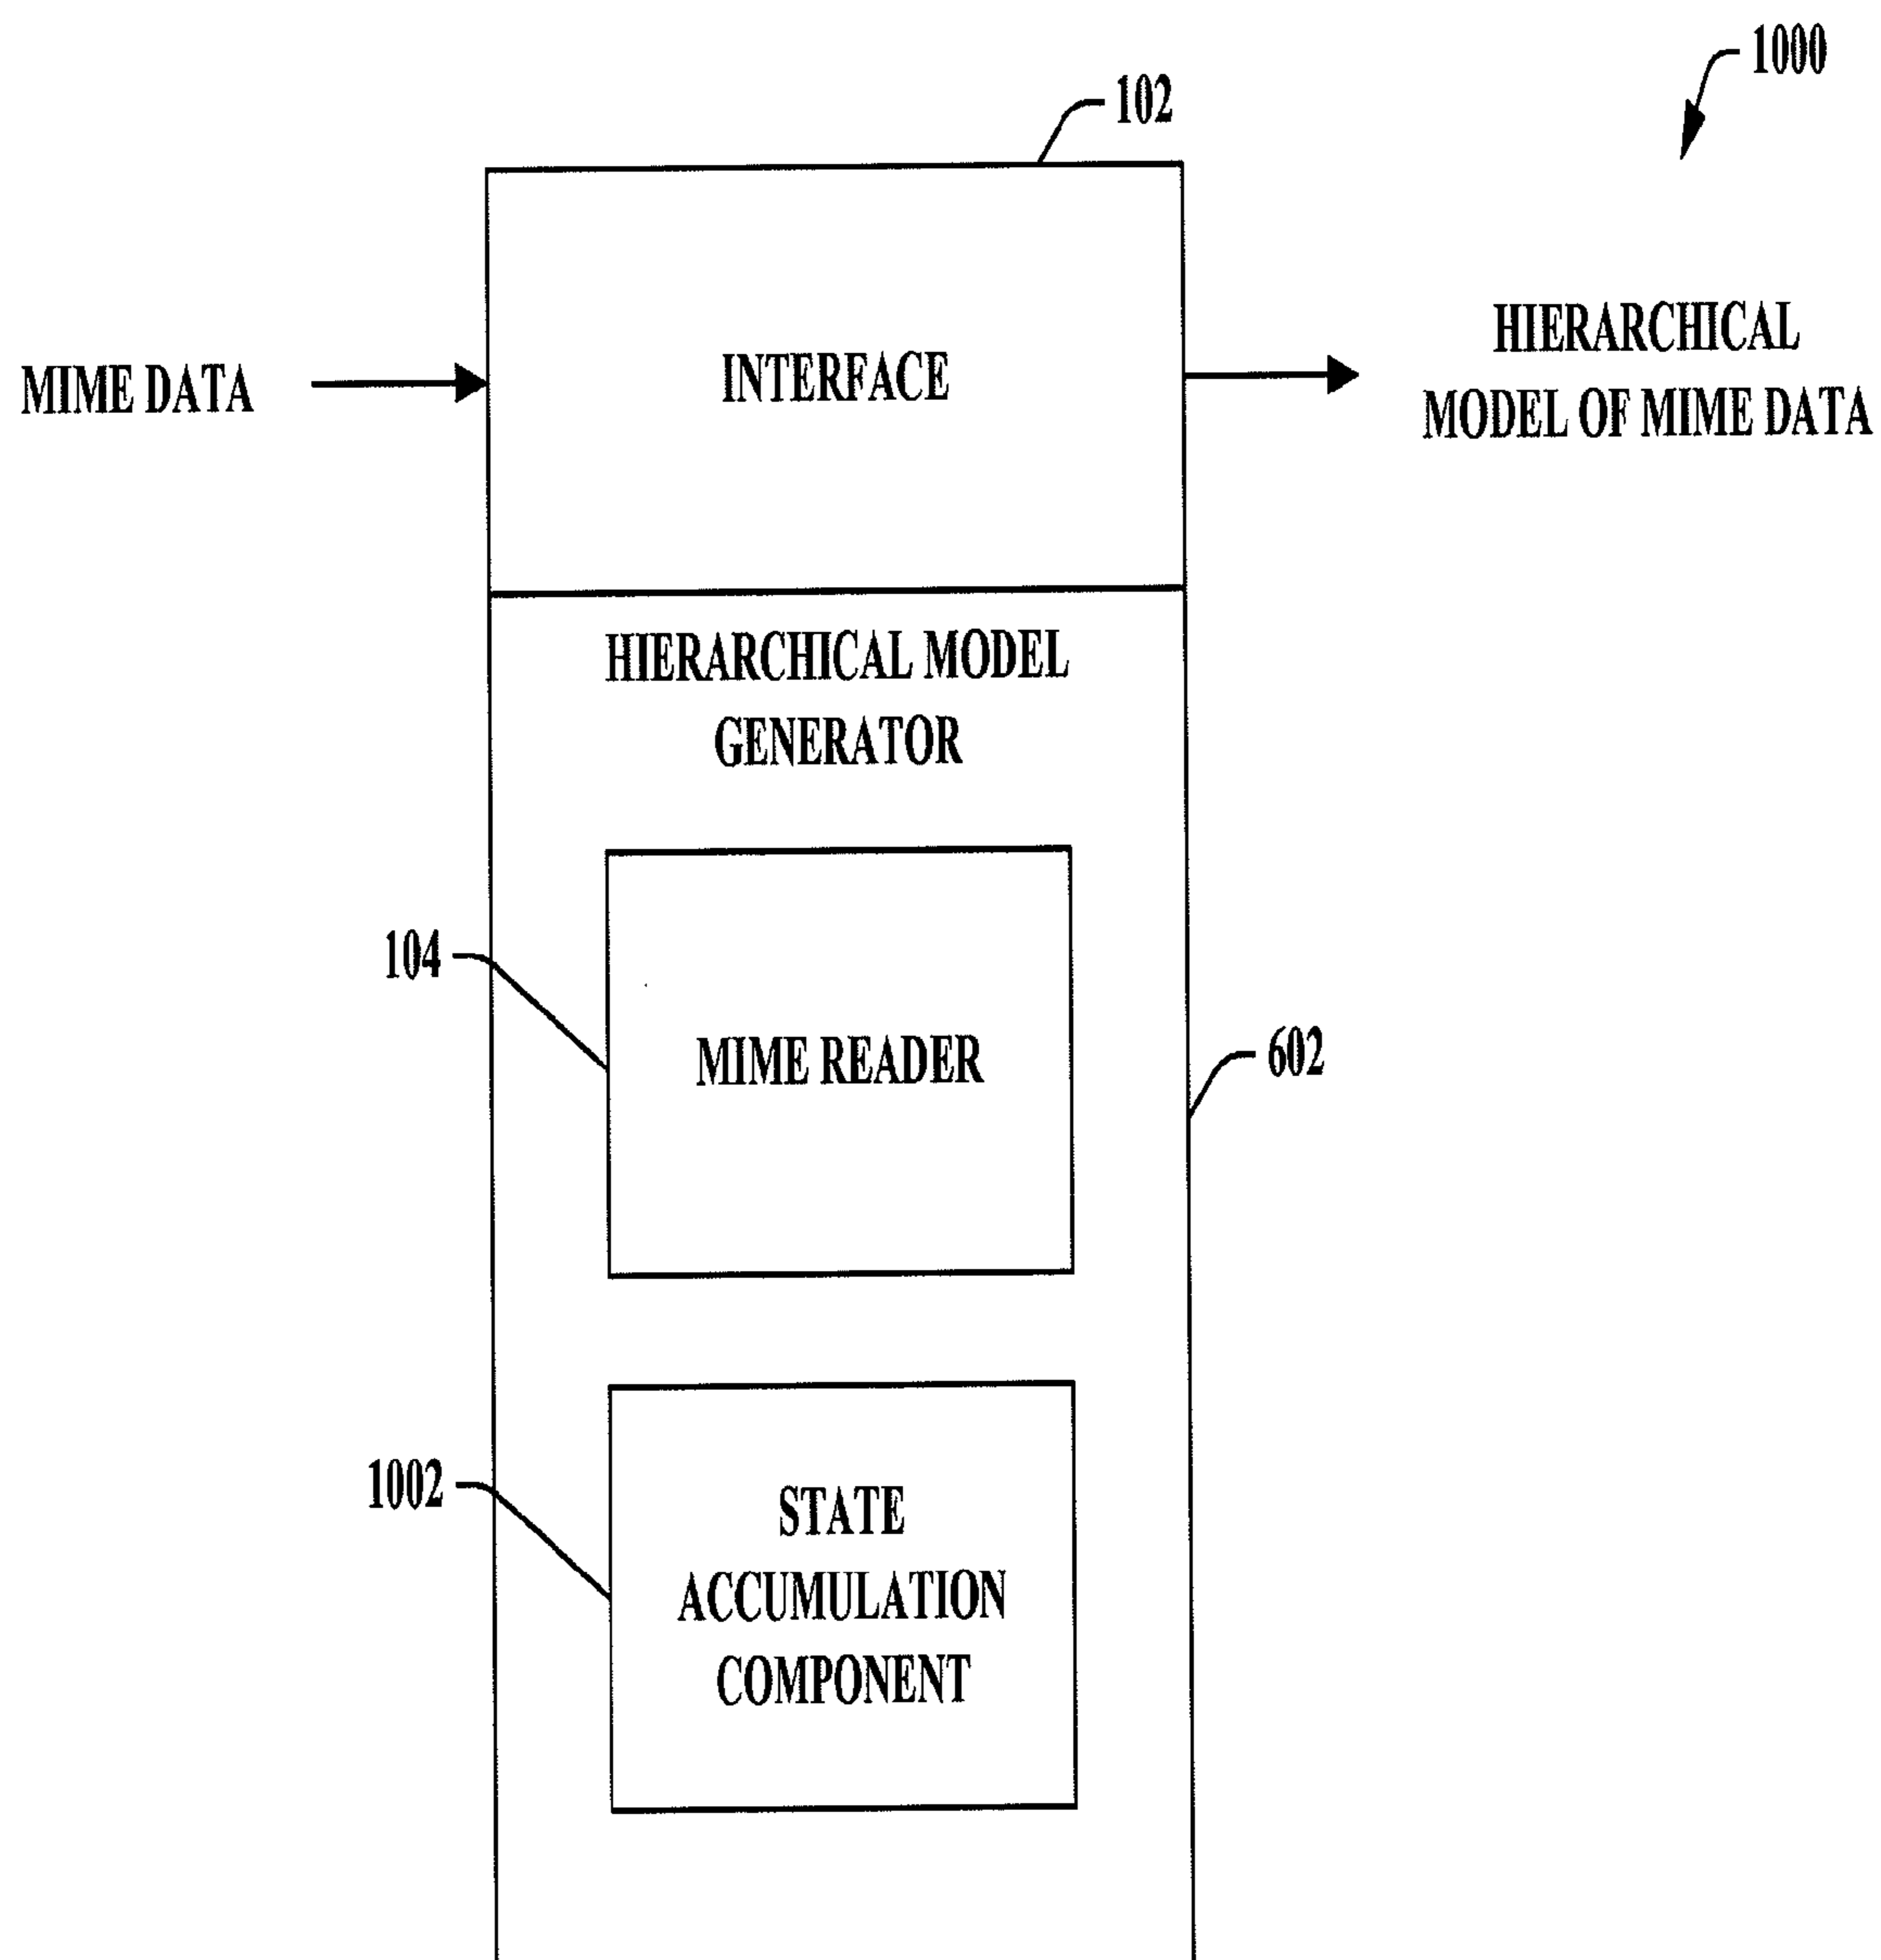 1000
102
MIME DATA
INTERFACE
HIERARCHICAL
MODEL OF MIME DATA
HIERARCHICAL MODEL
GENERATOR
104
MIME READER
602
1002
STATE
ACCUMULATION
COMPONENT